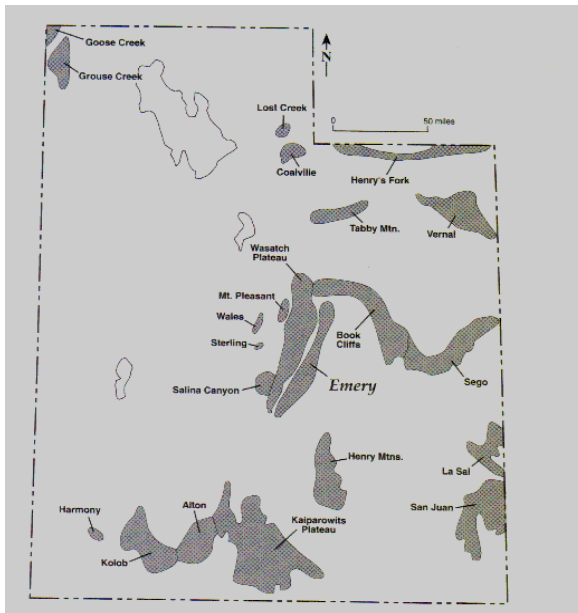 Goose Creek
Grouse Creek
N
Lost Creek
0 50 miles
Coalville
Henry's Fork
Tabby Mtn.
Vernal
Wasatch
Plateau
Mt. Pleasant
Wales
Sterling
Book
Cliffs
Sego
Salina Canyon
Emery
Henry Mtns.
La Sal
San Juan
Harmony
Alton
Kaiparowits
Plateau
Kolob